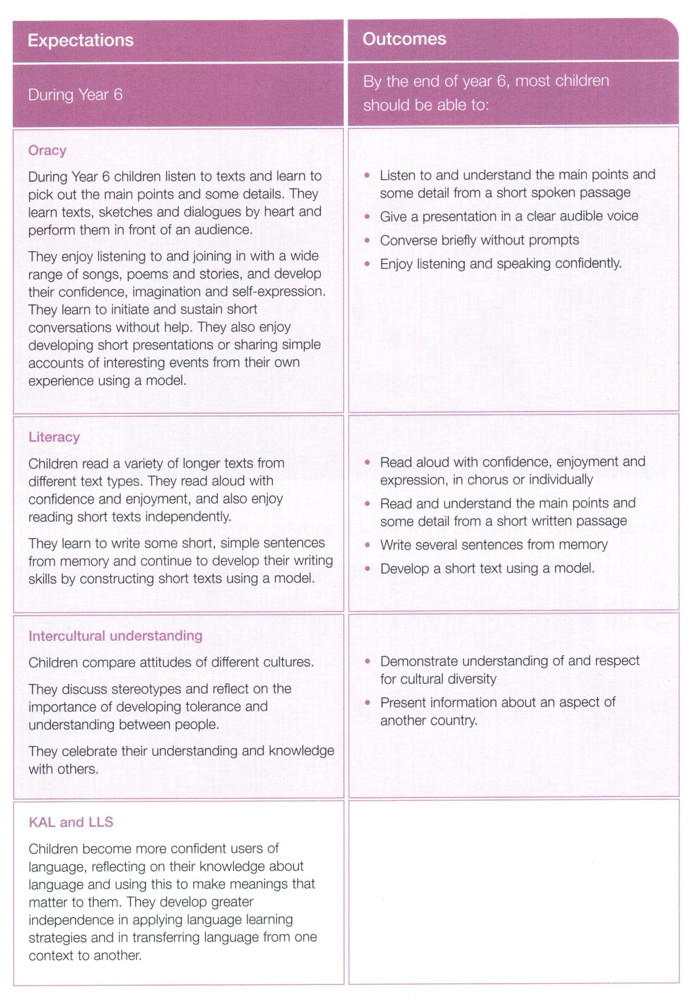 Expectations
Outcomes
During Year 6
By the end of year 6, most children
should be able to:
Oracy
During Year 6 children listen to texts and learn to
pick out the main points and some details. They
learn texts, sketches and dialogues by heart and
perform them in front of an audience.
They enjoy listening to and joining in with a wide
range of songs, poems and stories, and develop
their confidence, imagination and self-expression.
They learn to initiate and sustain short
conversations without help. They also enjoy
developing short presentations or sharing simple
accounts of interesting events from their own
experience using a model.
• Listen to and understand the main points and
some detail from a short spoken passage
• Give a presentation in a clear audible voice
• Converse briefly without prompts
• Enjoy listening and speaking confidently.
Literacy
Children read a variety of longer texts from
different text types. They read aloud with
confidence and enjoyment, and also enjoy
reading short texts independently.
They learn to write some short, simple sentences
from memory and continue to develop their writing
skills by constructing short texts using a model.
• Read aloud with confidence, enjoyment and
expression, in chorus or individually
• Read and understand the main points and
some detail from a short written passage
• Write several sentences from memory
• Develop a short text using a model.
Intercultural understanding
Children compare attitudes of different cultures.
They discuss stereotypes and reflect on the
importance of developing tolerance and
understanding between people.
They celebrate their understanding and knowledge
with others.
• Demonstrate understanding of and respect
for cultural diversity
• Present information about an aspect of
another country.
KAL and LLS
Children become more confident users of
language, reflecting on their knowledge about
language and using this to make meanings that
matter to them. They develop greater
independence in applying language learning
strategies and in transferring language from one
context to another.